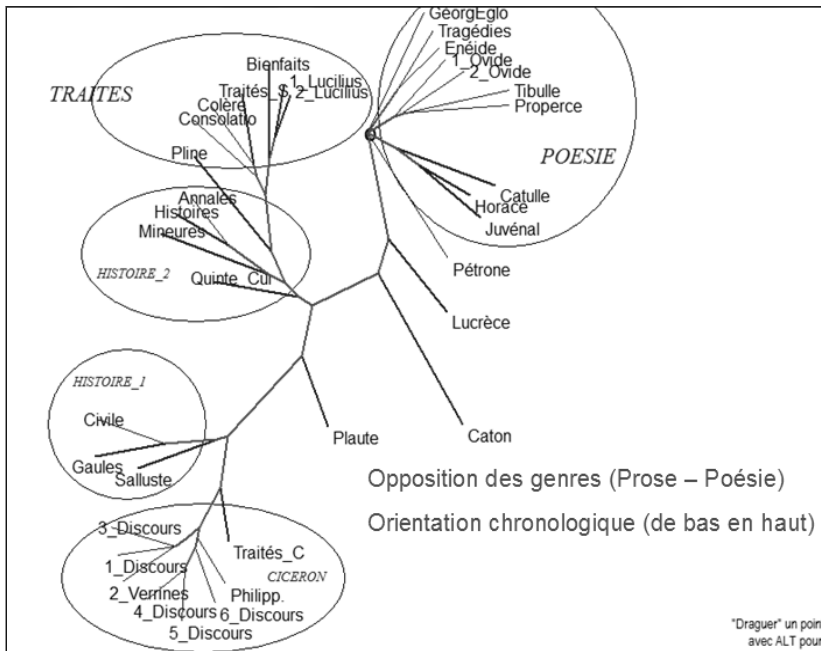 GeorgEglo
Tragédies
Enéide
1_Ovide
2_Ovide
Tibulle
Properce
POESIE
Catulle
Horace
Juvénal
Pétrone
Lucrèce
Caton
Bienfaits
1_Lucilius
2_Lucilius
Traités_S
Colère
Consolatio
TRAITES
Pline
Annales
Histoires
Mineures
HISTOIRE_2
Quinte_Cur
HISTOIRE_1
Civile
Gaules
Salluste
Plaute
Opposition des genres (Prose – Poésie)
Orientation chronologique (de bas en haut)
3_Discours
1_Discours
2_Verrines
4_Discours
5_Discours
6_Discours
Philipp.
Traités_C
CICERON
"Draguer" un poin
avec ALT pour